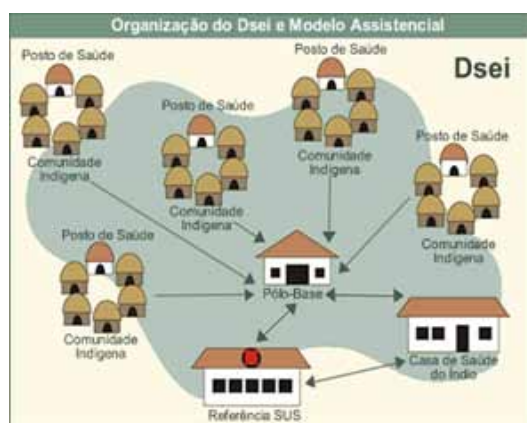 Organização do Dsei e Modelo Assistencial
Dsei
Posto de Saúde
Comunidade
Indígena
Posto de Saúde
Comunidade
Indígena
Posto de Saúde
Comunidade
Indígena
Posto de Saúde
Comunidade
Indígena
Posto de Saúde
Comunidade
Indígena
Pólo-Base
Casa de Saúde
do Índio
Referência SUS